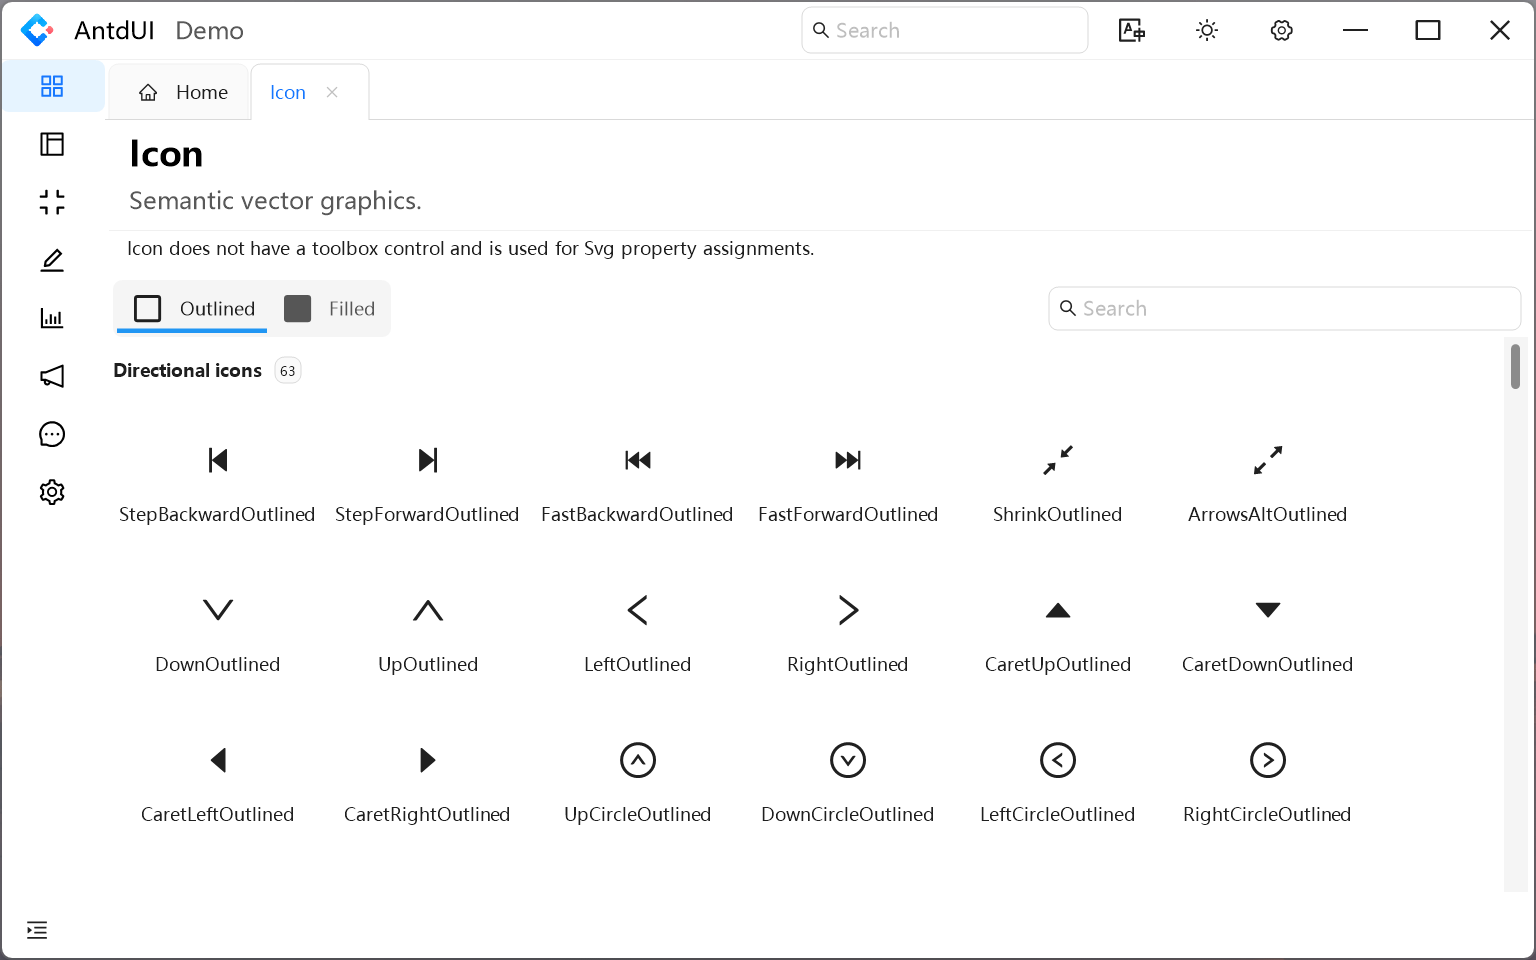 AntdUI Demo
Search
Home
Icon
Icon
Semantic vector graphics.
Icon does not have a toolbox control and is used for Svg property assignments.
Outlined
Filled
Search
Directional icons 63
StepBackwardOutlined StepForwardOutlined FastBackwardOutlined FastForwardOutlined ShrinkOutlined ArrowsAltOutlined
DownOutlined UpOutlined LeftOutlined RightOutlined CaretUpOutlined CaretDownOutlined
CaretLeftOutlined CaretRightOutlined UpCircleOutlined DownCircleOutlined LeftCircleOutlined RightCircleOutlined